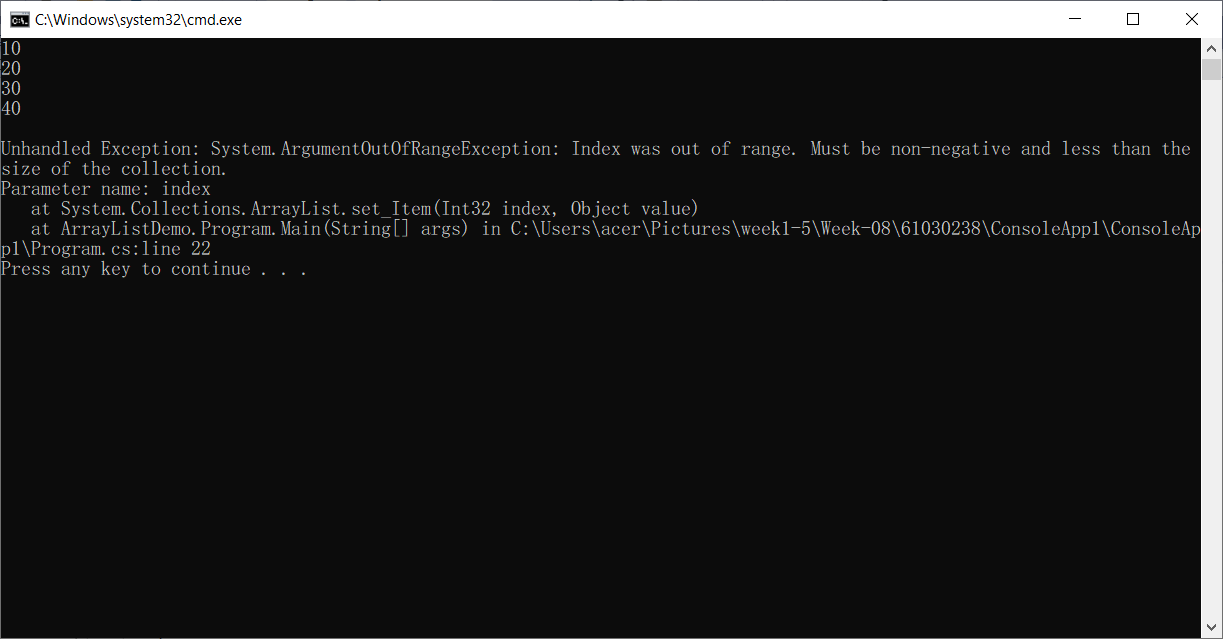 C:\Windows\system32\cmd.exe
10
20
30
40
Unhandled Exception: System.ArgumentOutOfRangeException: Index was out of range. Must be non-negative and less than the
size of the collection.
Parameter name: index
   at System.Collections.ArrayList.set_Item(Int32 index, Object value)
   at ArrayListDemo.Program.Main(String[] args) in C:\Users\acer\Pictures\week1-5\Week-08\61030238\ConsoleApp1\ConsoleAp
p1\Program.cs:line 22
Press any key to continue . . .